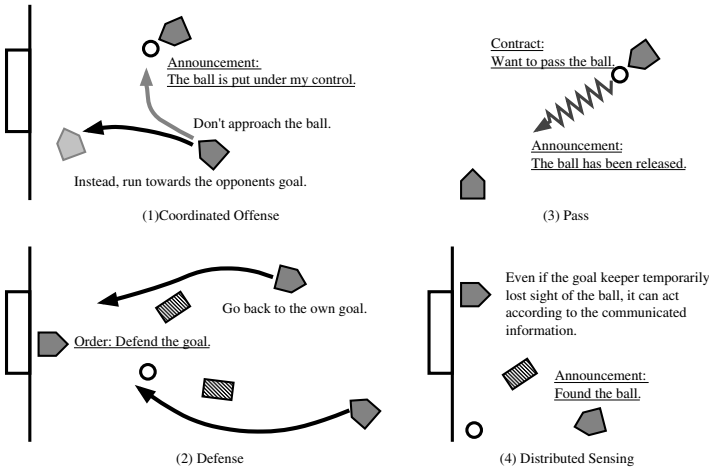 Announcement:
The ball is put under my control.
Don't approach the ball.
Instead, run towards the opponents goal.
(1)Coordinated Offense
Contract:
Want to pass the ball.
Announcement:
The ball has been released.
(3) Pass
Go back to the own goal.
Order: Defend the goal.
(2) Defense
Even if the goal keeper temporarily
lost sight of the ball, it can act
according to the communicated
information.
Announcement:
Found the ball.
(4) Distributed Sensing